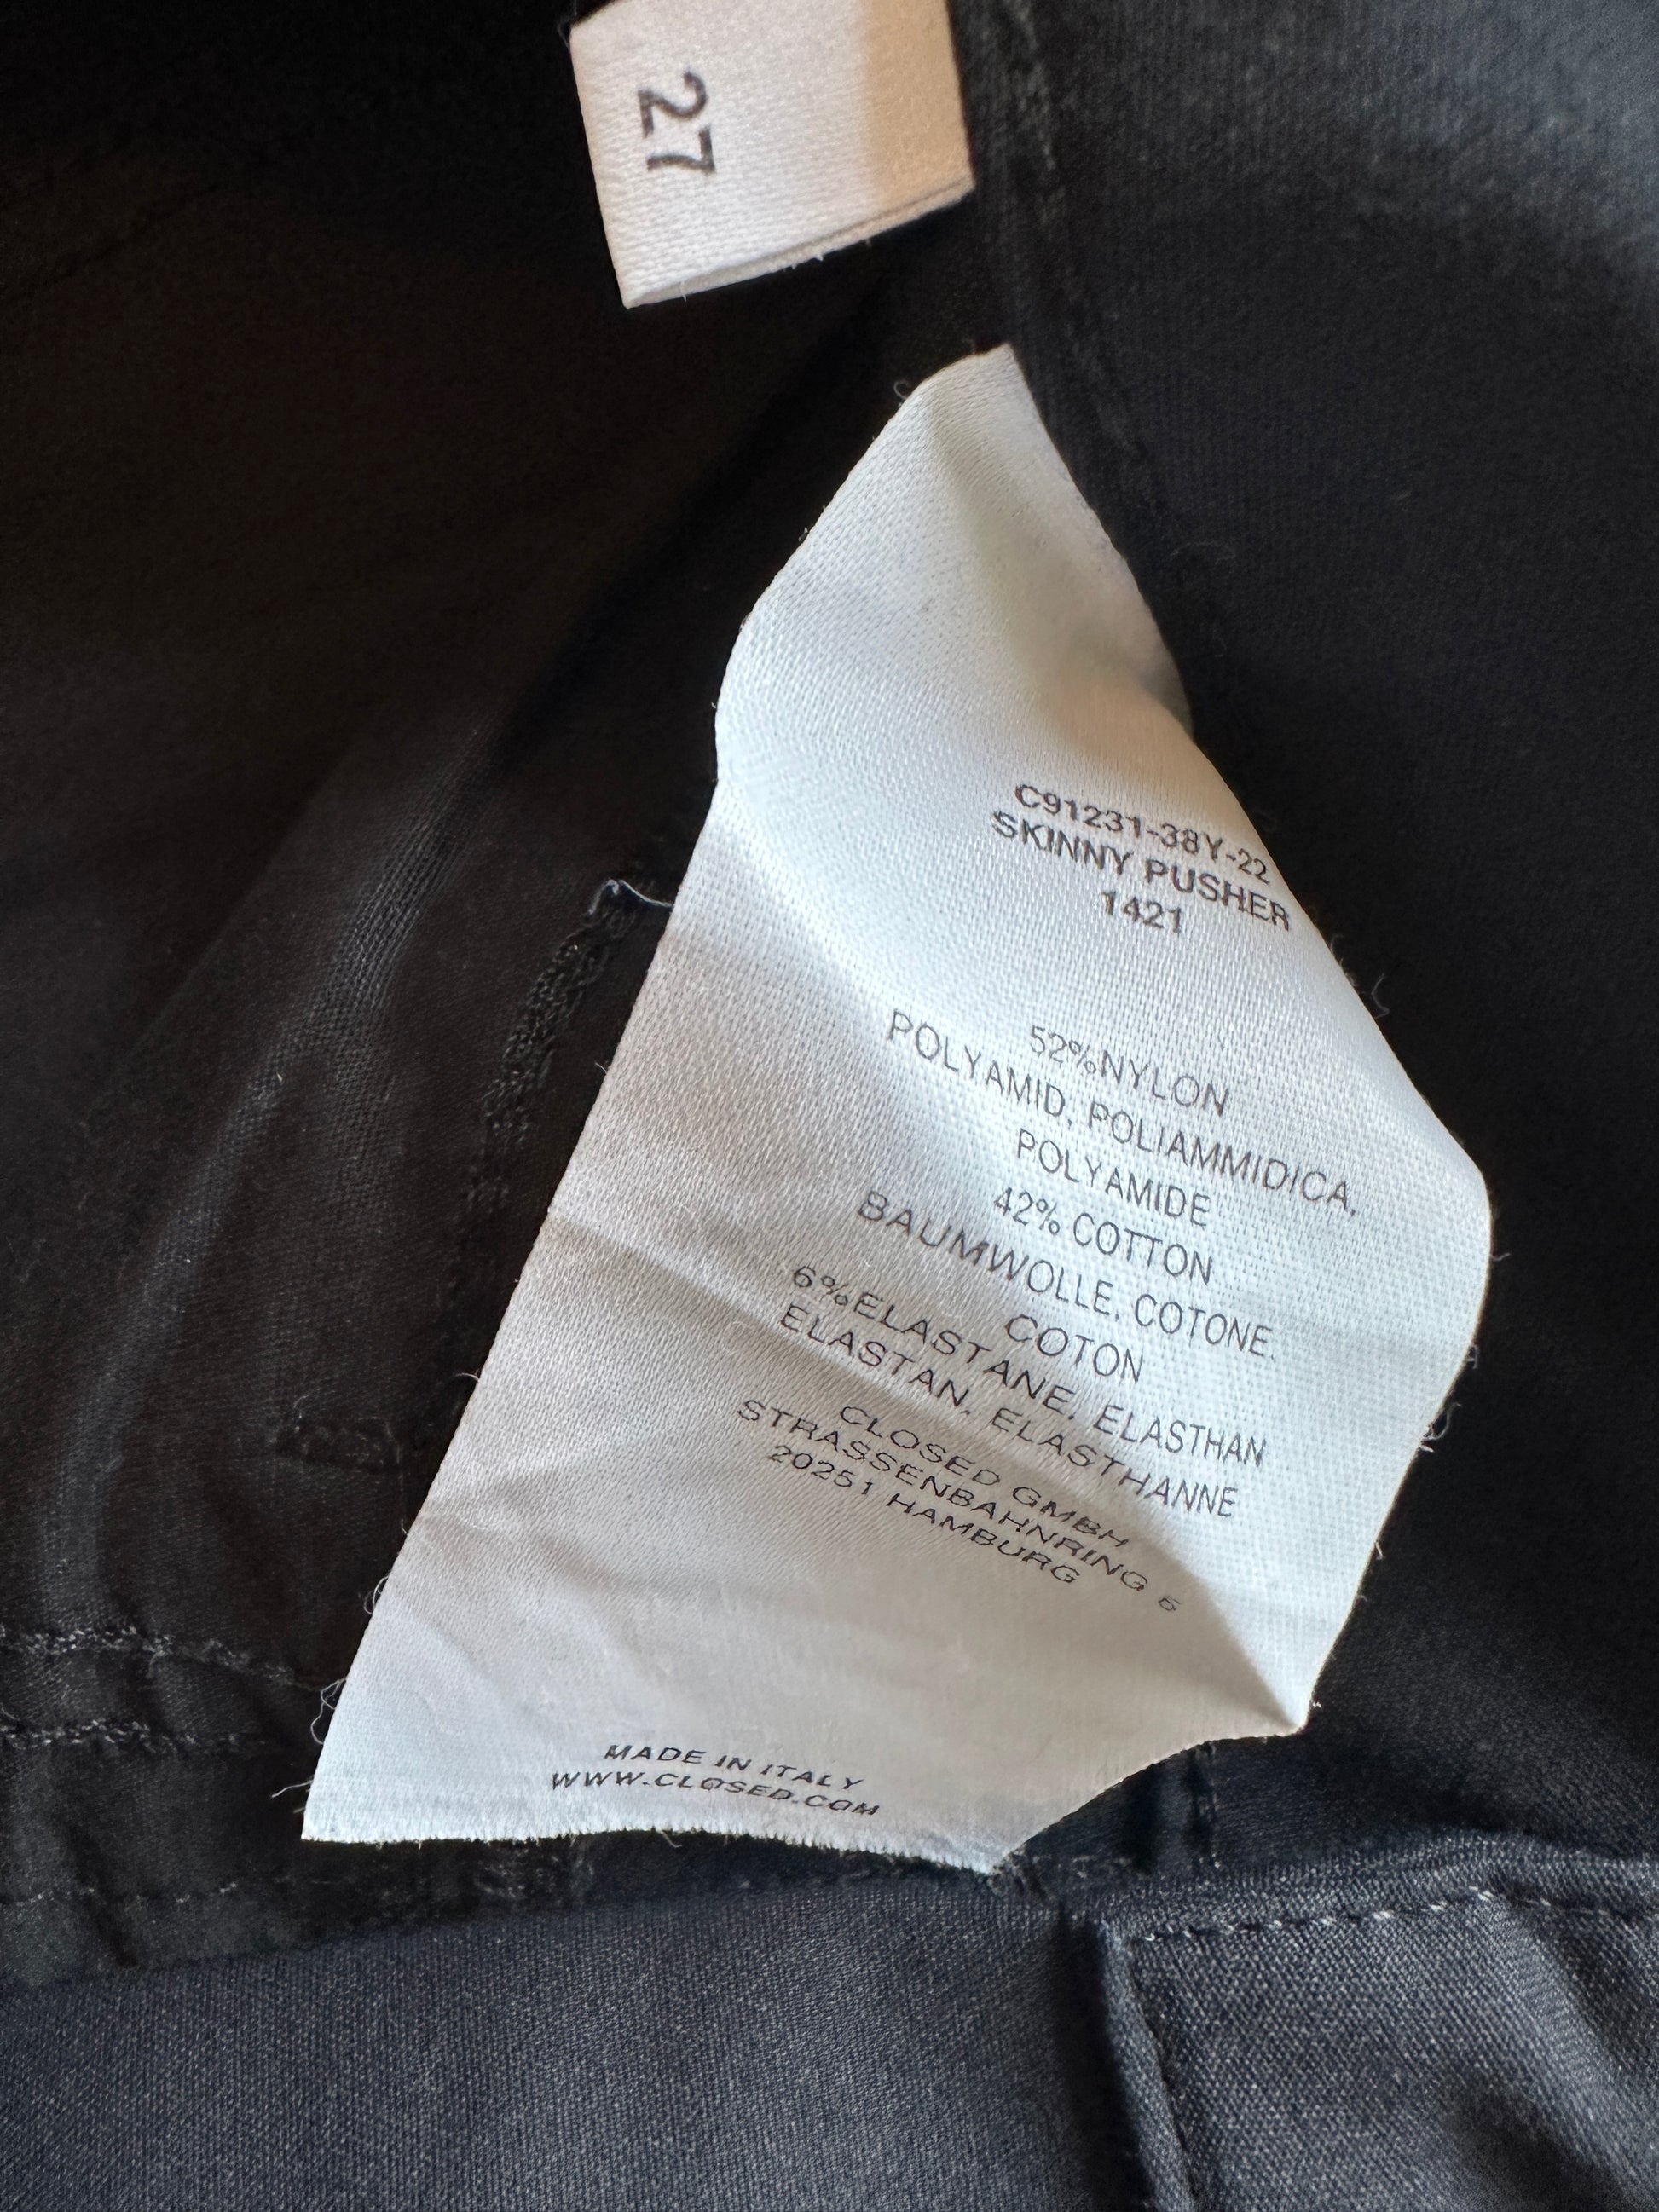 27
C91231-38Y-22
SKINNY PUSHER
1421
52%NYLON
POLYAMID, POLIAMMIDICA,
POLYAMIDE
42% COTTON
BAUMWOLLE, COTONE,
COTON
6%ELASTANE, ELASTHAN
ELASTAN, ELASTHANNE
CLOSED GMBH
STRASSENBAHNRING 6
20251 HAMBURG
MADE IN ITALY
WWW.CLOSED.COM